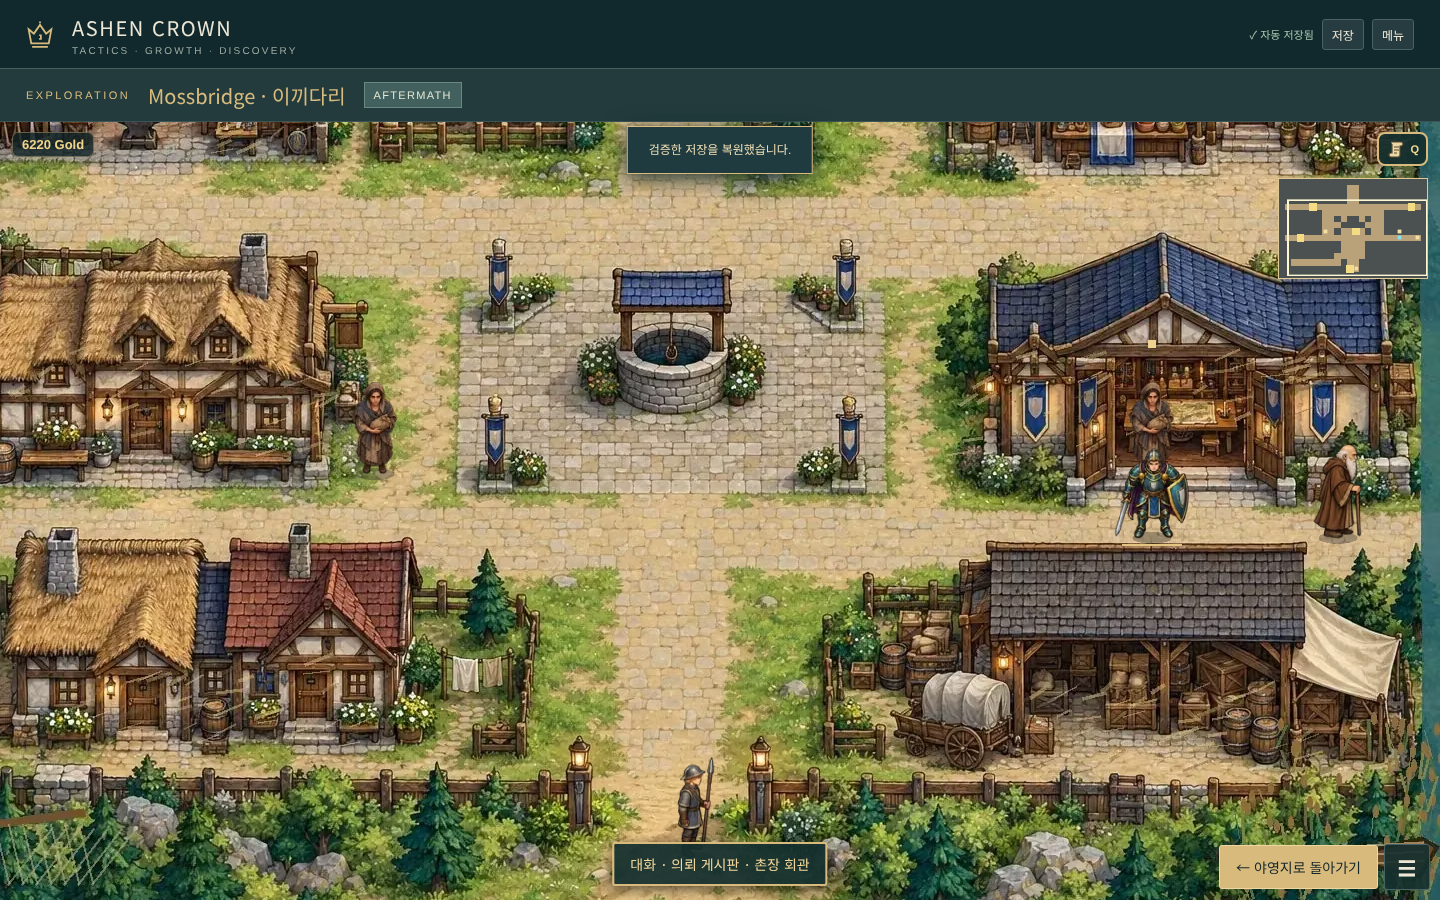 ASHEN CROWN
TACTICS · GROWTH · DISCOVERY
✓ 자동 저장됨
저장
메뉴
EXPLORATION
Mossbridge · 이끼다리
AFTERMATH
6220 Gold
검증한 저장을 복원했습니다.
Q
대화 · 의뢰 게시판 · 촌장 회관
← 야영지로 돌아가기